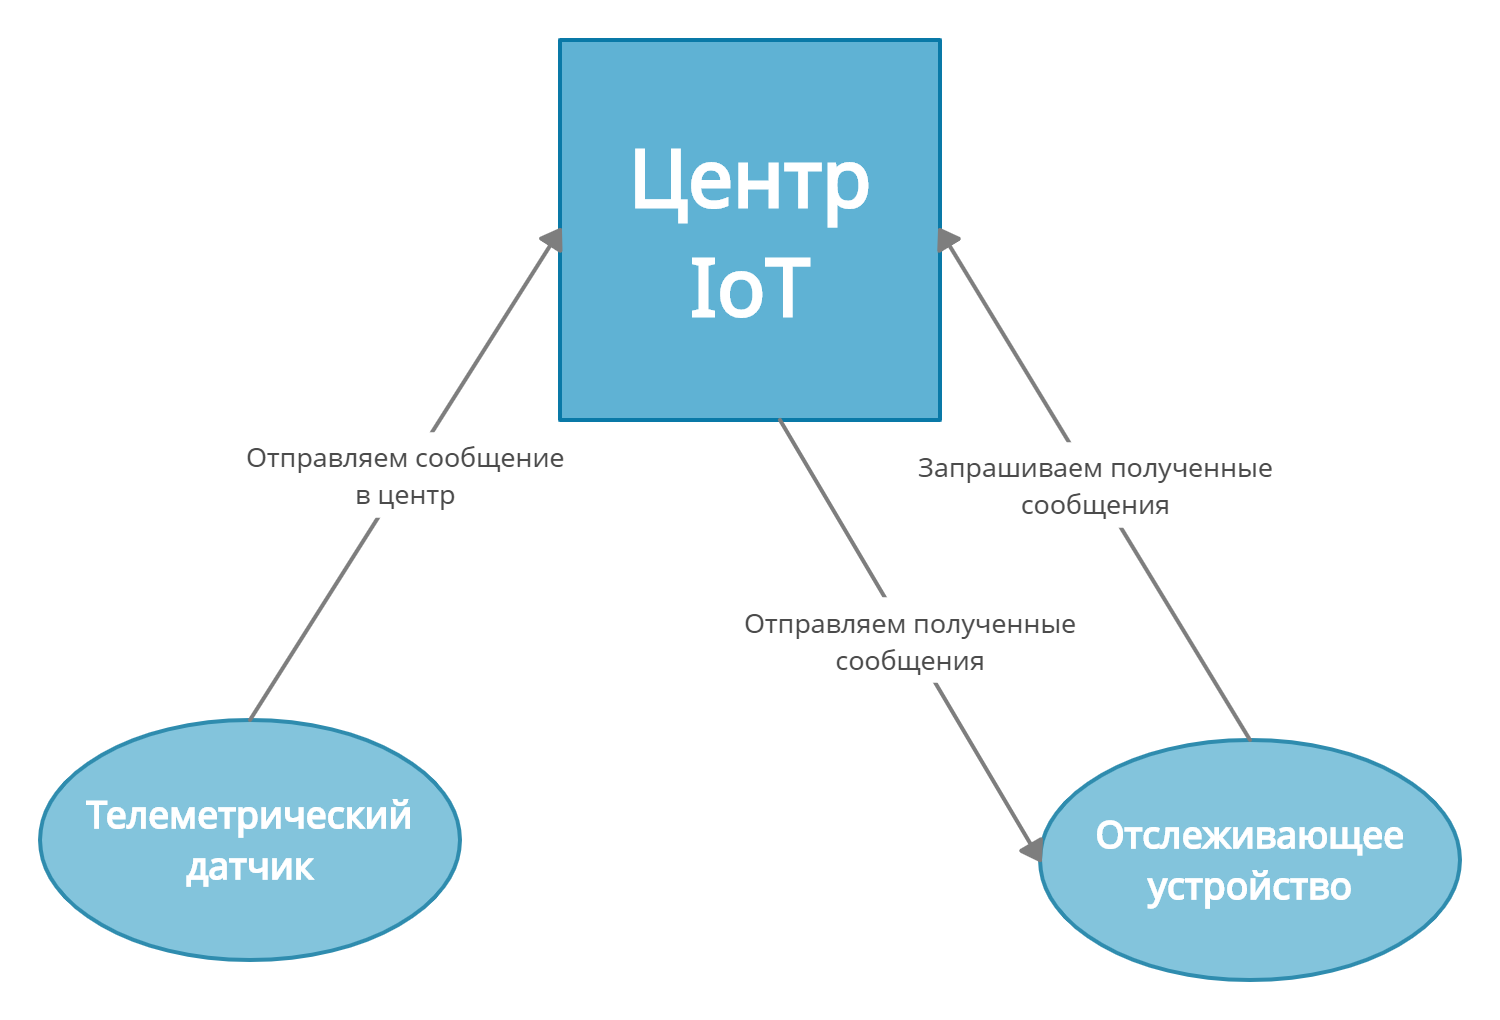 Центр
IoT
Отправляем сообщение
в центр
Запрашиваем полученные
сообщения
Отправляем полученные
сообщения
Телеметрический
датчик
Отслеживающее
устройство